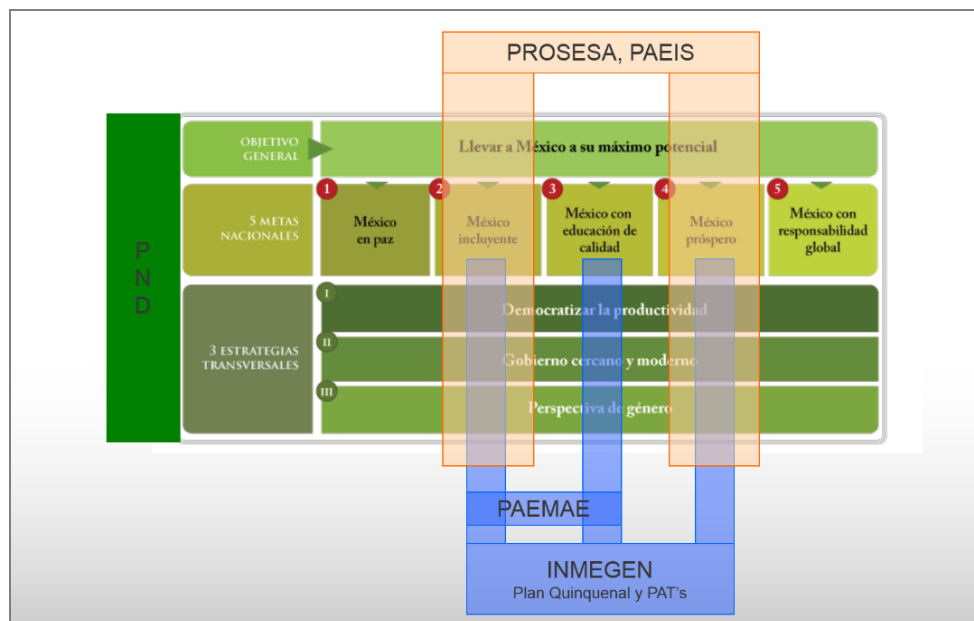 PROSESA, PAEIS
PND
OBJETIVO
GENERAL
Llevar a México a su máximo potencial
5 METAS
NACIONALES
1
México
en paz
2
México
incluyente
3
México con
educación de
calidad
4
México
próspero
5
México con
responsabilidad
global
3 ESTRATEGIAS
TRANSVERSALES
I
Democratizar la productividad
II
Gobierno cercano y moderno
III
Perspectiva de género
PAEMAE
INMEGEN
Plan Quinquenal y PAT's